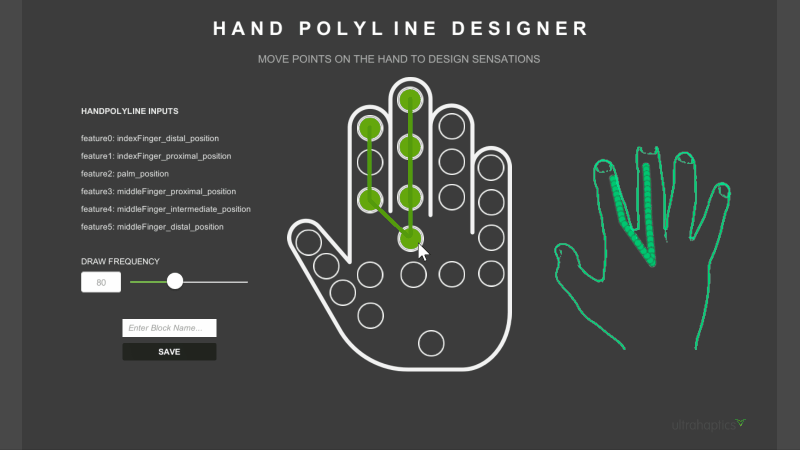 HAND POLYLINE DESIGNER
MOVE POINTS ON THE HAND TO DESIGN SENSATIONS
HANDPOLYLINE INPUTS
feature0: indexFinger_distal_position
feature1: indexFinger_proximal_position
feature2: palm_position
feature3: middleFinger_proximal_position
feature4: middleFinger_intermediate_position
feature5: middleFinger_distal_position
DRAW FREQUENCY
80
Enter Block Name...
SAVE
ultrahaptics